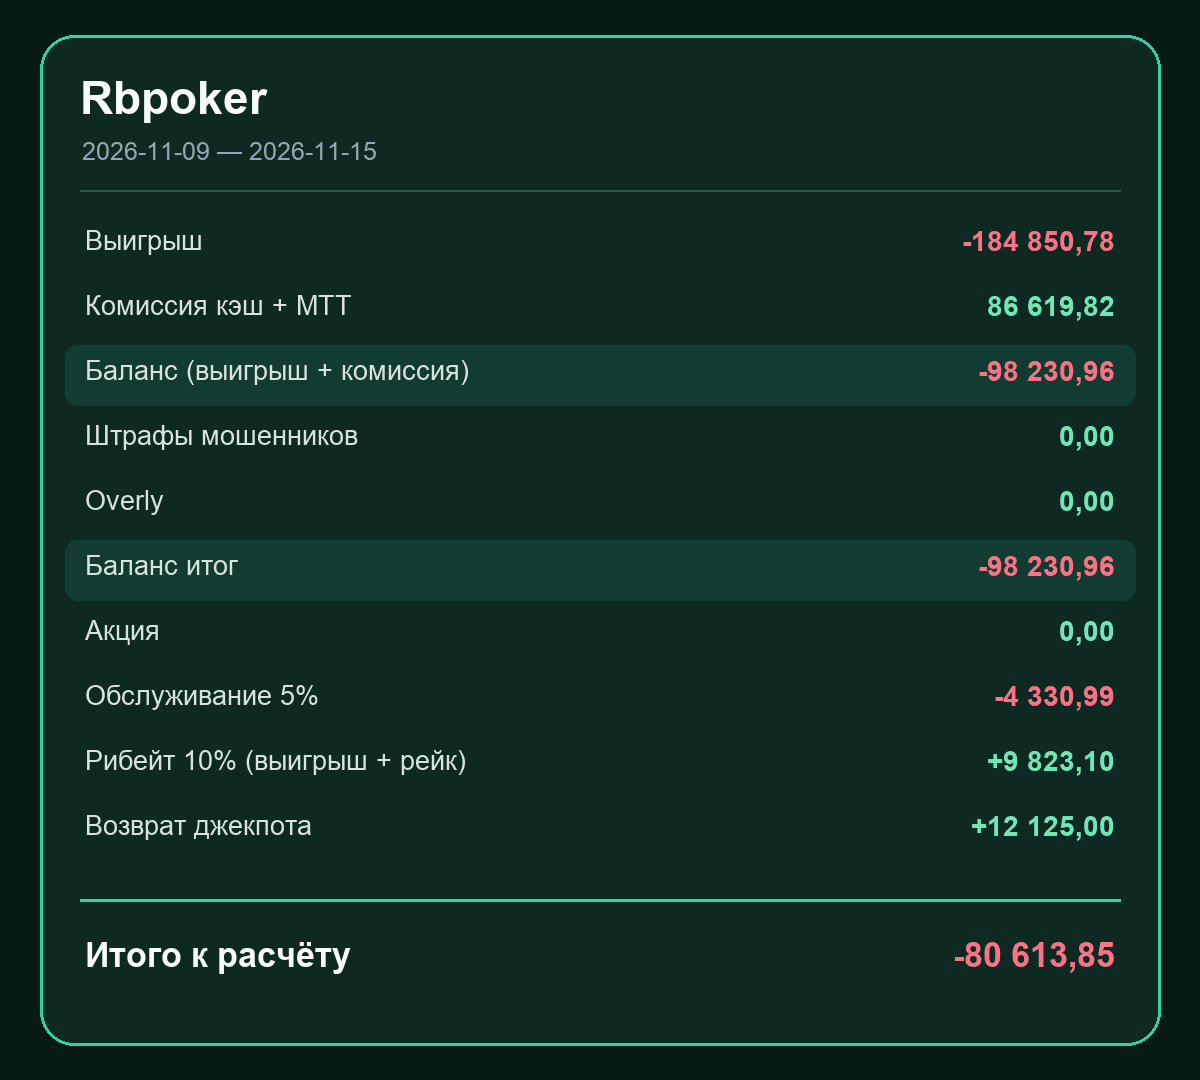 Rbpoker
2026-11-09 — 2026-11-15
Выигрыш -184 850,78
Комиссия кэш + МТТ 86 619,82
Баланс (выигрыш + комиссия) -98 230,96
Штрафы мошенников 0,00
Overly 0,00
Баланс итог -98 230,96
Акция 0,00
Обслуживание 5% -4 330,99
Рибейт 10% (выигрыш + рейк) +9 823,10
Возврат джекпота +12 125,00
Итого к расчёту -80 613,85